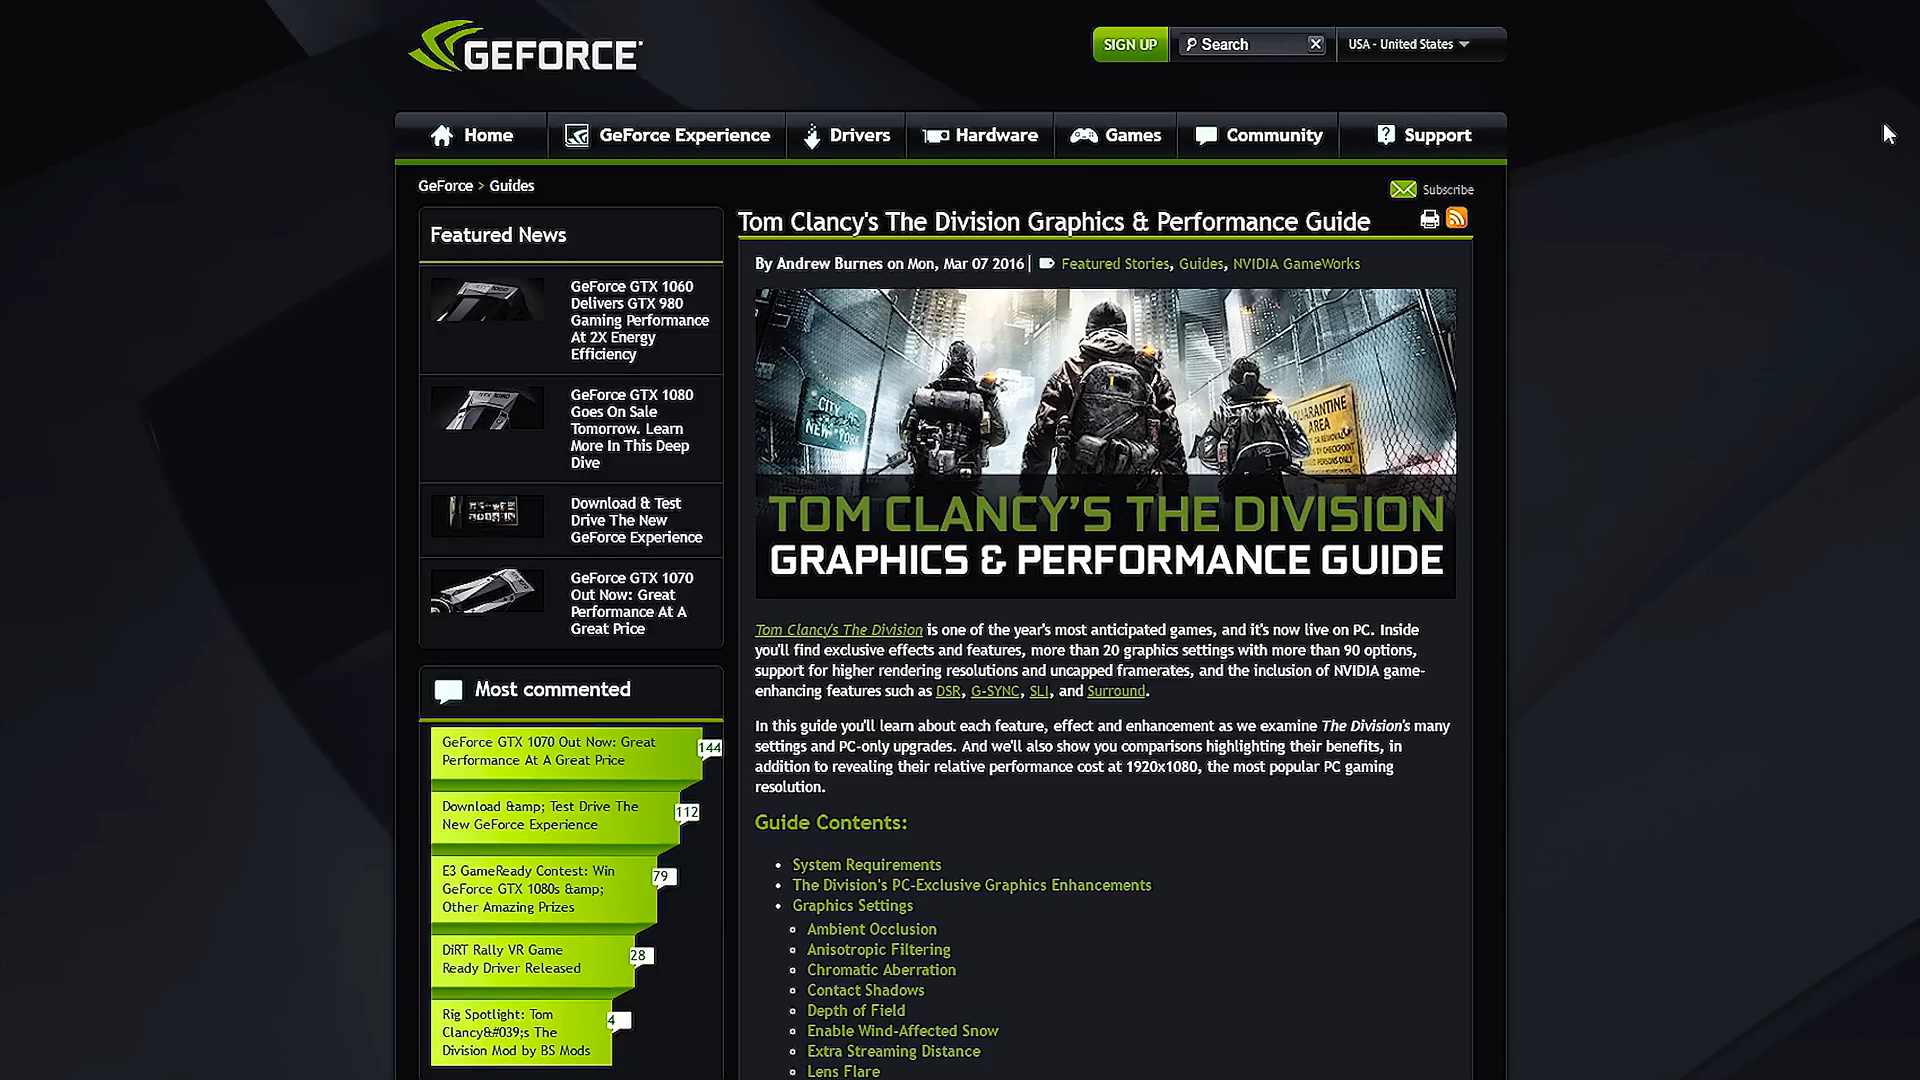 GEFORCE
SIGN UP
Search
USA - United States
Home
GeForce Experience
Drivers
Hardware
Games
Community
Support
GeForce > Guides
Subscribe
Featured News
GeForce GTX 1060
Delivers GTX 980
Gaming Performance
At 2X Energy
Efficiency
GeForce GTX 1080
Goes On Sale
Tomorrow. Learn
More In This Deep
Dive
Download & Test
Drive The New
GeForce Experience
GeForce GTX 1070
Out Now: Great
Performance At A
Great Price
Most commented
GeForce GTX 1070 Out Now: Great
Performance At A Great Price
144
Download &amp; Test Drive The
New GeForce Experience
112
E3 GameReady Contest: Win
GeForce GTX 1080s &amp;
Other Amazing Prizes
79
DiRT Rally VR Game
Ready Driver Released
28
Rig Spotlight: Tom
Clancy&#039;s The
Division Mod by BS Mods
4
Tom Clancy's The Division Graphics & Performance Guide
By Andrew Burnes on Mon, Mar 07 2016 | Featured Stories, Guides, NVIDIA GameWorks
CITY
NEW YORK
QUARANTINE
AREA
TOM CLANCY'S THE DIVISION
GRAPHICS & PERFORMANCE GUIDE
Tom Clancy's The Division is one of the year's most anticipated games, and it's now live on PC. Inside
you'll find exclusive effects and features, more than 20 graphics settings with more than 90 options,
support for higher rendering resolutions and uncapped framerates, and the inclusion of NVIDIA game-
enhancing features such as DSR, G-SYNC, SLI, and Surround.
In this guide you'll learn about each feature, effect and enhancement as we examine The Division's many
settings and PC-only upgrades. And we'll also show you comparisons highlighting their benefits, in
addition to revealing their relative performance cost at 1920x1080, the most popular PC gaming
resolution.
Guide Contents:
System Requirements
The Division's PC-Exclusive Graphics Enhancements
Graphics Settings
Ambient Occlusion
Anisotropic Filtering
Chromatic Aberration
Contact Shadows
Depth of Field
Enable Wind-Affected Snow
Extra Streaming Distance
Lens Flare